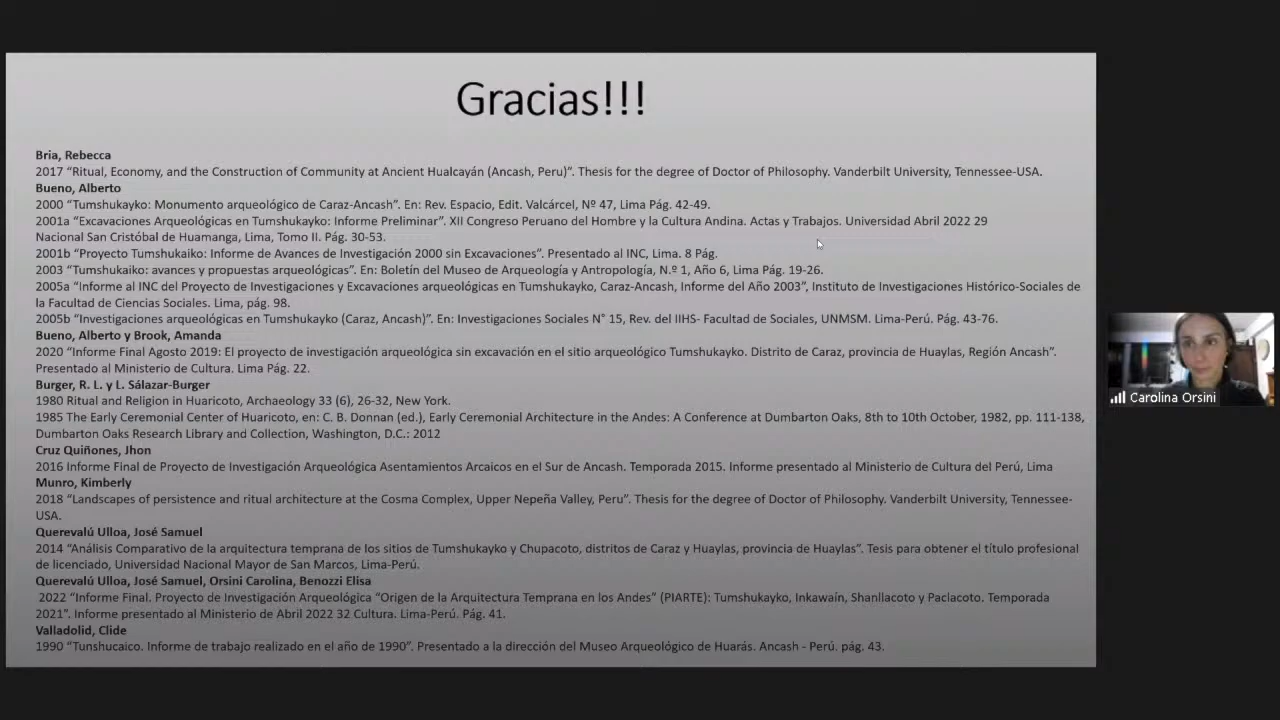 Gracias!!!
Bria, Rebecca
2017 “Ritual, Economy, and the Construction of Community at Ancient Hualcayán (Ancash, Peru)”. Thesis for the degree of Doctor of Philosophy. Vanderbilt University, Tennessee-USA.
Bueno, Alberto
2000 “Tumshukayko: Monumento arqueológico de Caraz-Ancash”. En: Rev. Espacio, Edit. Valcárcel, Nº 47, Lima Pág. 42-49.
2001a “Excavaciones Arqueológicas en Tumshukayko: Informe Preliminar”. XII Congreso Peruano del Hombre y la Cultura Andina. Actas y Trabajos. Universidad Abril 2022 29
Nacional San Cristóbal de Huamanga, Lima, Tomo II. Pág. 30-53.
2001b “Proyecto Tumshukaiko: Informe de Avances de Investigación 2000 sin Excavaciones”. Presentado al INC, Lima. 8 Pág.
2003 “Tumshukaiko: avances y propuestas arqueológicas”. En: Boletín del Museo de Arqueología y Antropología, N.º 1, Año 6, Lima Pág. 19-26.
2005a “Informe al INC del Proyecto de Investigaciones y Excavaciones arqueológicas en Tumshukayko, Caraz-Ancash, Informe del Año 2003”, Instituto de Investigaciones Histórico-Sociales de
la Facultad de Ciencias Sociales. Lima, pág. 98.
2005b “Investigaciones arqueológicas en Tumshukayko (Caraz, Ancash)”. En: Investigaciones Sociales N° 15, Rev. del IIHS- Facultad de Sociales, UNMSM. Lima-Perú. Pág. 43-76.
Bueno, Alberto y Brook, Amanda
2020 “Informe Final Agosto 2019: El proyecto de investigación arqueológica sin excavación en el sitio arqueológico Tumshukayko. Distrito de Caraz, provincia de Huaylas, Región Ancash”.
Presentado al Ministerio de Cultura. Lima Pág. 22.
Burger, R. L. y L. Sálazar-Burger
1980 Ritual and Religion in Huaricoto, Archaeology 33 (6), 26-32, New York.
1985 The Early Ceremonial Center of Huaricoto, en: C. B. Donnan (ed.), Early Ceremonial Architecture in the Andes: A Conference at Dumbarton Oaks, 8th to 10th October, 1982, pp. 111-138,
Dumbarton Oaks Research Library and Collection, Washington, D.C.: 2012
Cruz Quiñones, Jhon
2016 Informe Final de Proyecto de Investigación Arqueológica Asentamientos Arcaicos en el Sur de Ancash. Temporada 2015. Informe presentado al Ministerio de Cultura del Perú, Lima
Munro, Kimberly
2018 “Landscapes of persistence and ritual architecture at the Cosma Complex, Upper Nepeña Valley, Peru”. Thesis for the degree of Doctor of Philosophy. Vanderbilt University, Tennessee-
USA.
Querevalú Ulloa, José Samuel
2014 “Análisis Comparativo de la arquitectura temprana de los sitios de Tumshukayko y Chupacoto, distritos de Caraz y Huaylas, provincia de Huaylas”. Tesis para obtener el título profesional
de licenciado, Universidad Nacional Mayor de San Marcos, Lima-Perú.
Querevalú Ulloa, José Samuel, Orsini Carolina, Benozzi Elisa
2022 “Informe Final. Proyecto de Investigación Arqueológica “Origen de la Arquitectura Temprana en los Andes” (PIARTE): Tumshukayko, Inkawaín, Shanllacoto y Paclacoto. Temporada
2021”. Informe presentado al Ministerio de Abril 2022 32 Cultura. Lima-Perú. Pág. 41.
Valladolid, Clide
1990 “Tunshucaico. Informe de trabajo realizado en el año de 1990”. Presentado a la dirección del Museo Arqueológico de Huarás. Ancash - Perú. pág. 43.
Carolina Orsini